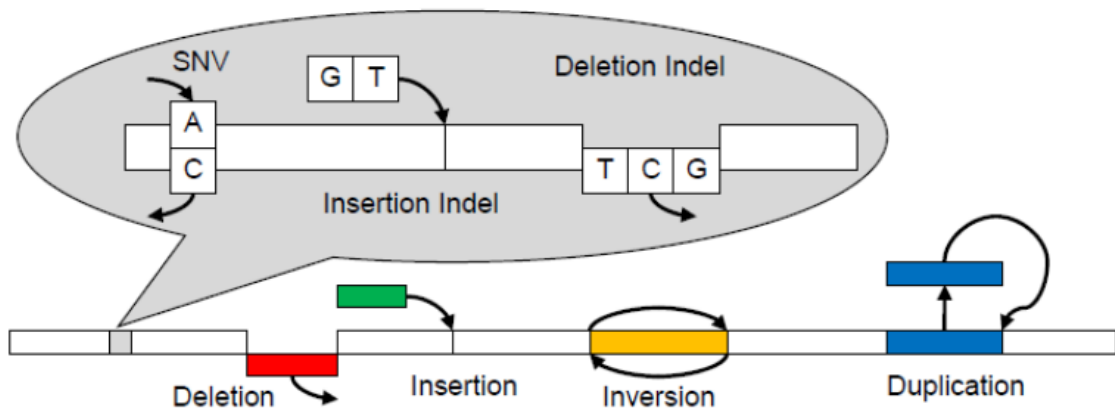 SNV
G T
Deletion Indel
A
C
T C G
Insertion Indel
Deletion
Insertion
Inversion
Duplication